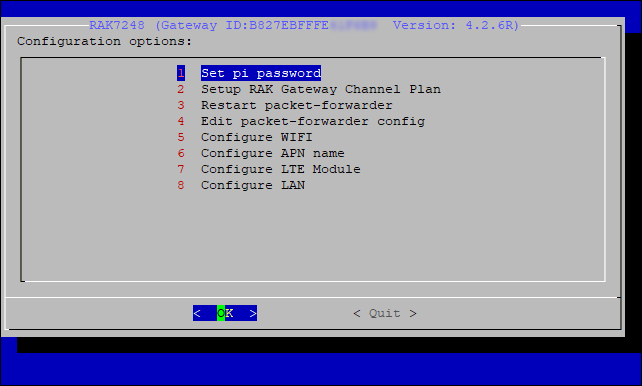 RAK7248 (Gateway ID:B827EBFFFE Version: 4.2.6R)
Configuration options:
1 Set pi password
2 Setup RAK Gateway Channel Plan
3 Restart packet-forwarder
4 Edit packet-forwarder config
5 Configure WIFI
6 Configure APN name
7 Configure LTE Module
8 Configure LAN
< OK > < Quit >